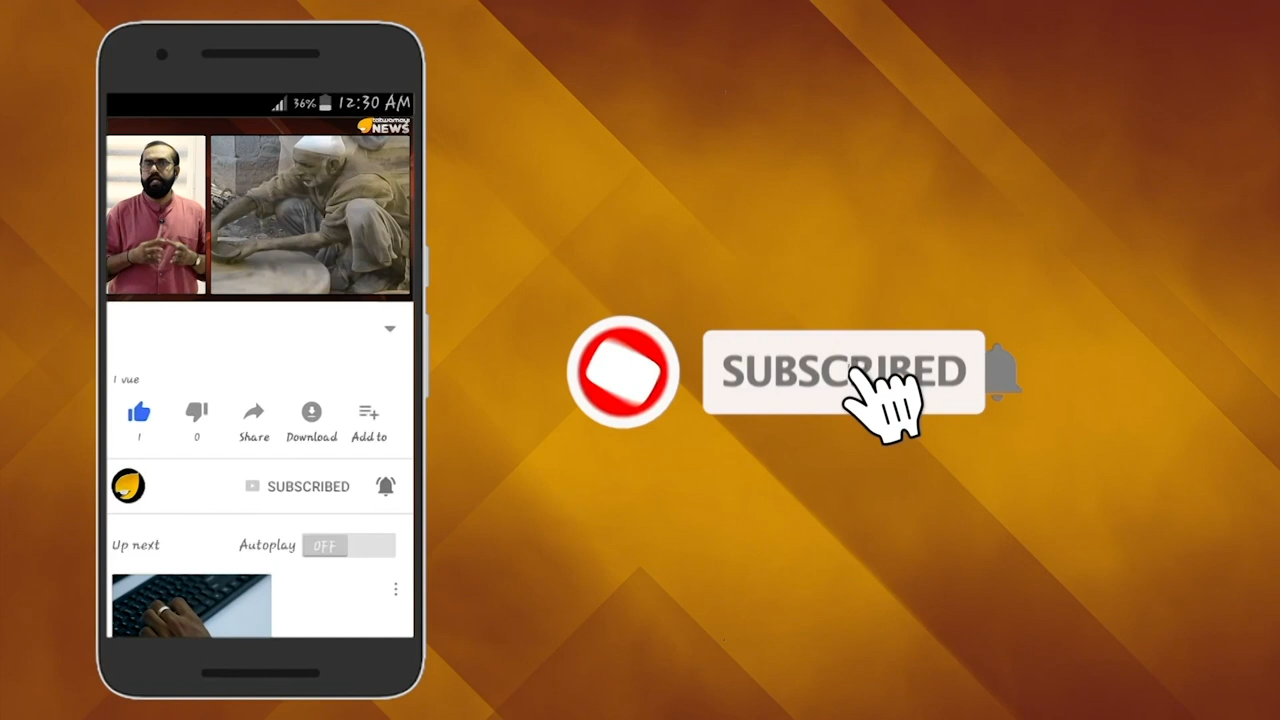 36% 12:30 AM
tatwamayi
NEWS
1 vue
1
0
Share
Download
Add to
SUBSCRIBED
Up next
Autoplay
OFF
SUBSCRIBED